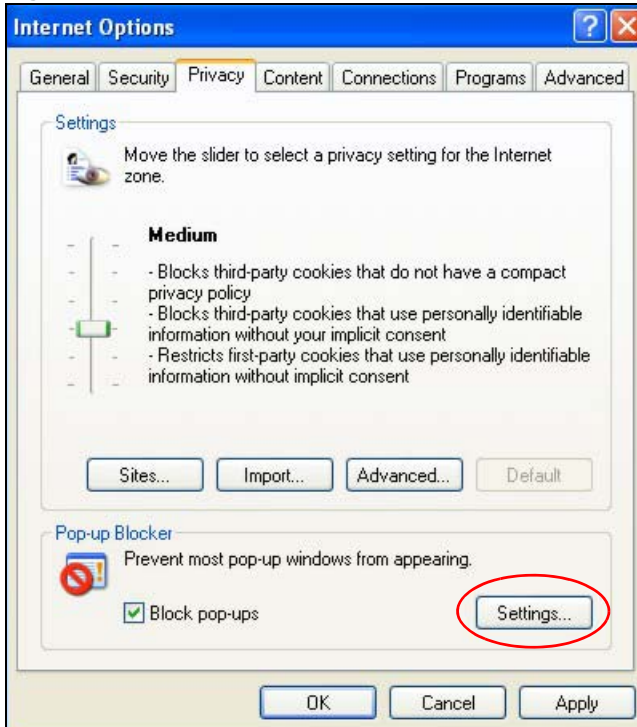 Internet Options
General Security Privacy Content Connections Programs Advanced
Settings
Move the slider to select a privacy setting for the Internet
zone.
Medium
- Blocks third-party cookies that do not have a compact
privacy policy
- Blocks third-party cookies that use personally identifiable
information without your implicit consent
- Restricts first-party cookies that use personally identifiable
information without implicit consent
Sites... Import... Advanced... Default
Pop-up Blocker
Prevent most pop-up windows from appearing.
Block pop-ups Settings...
OK Cancel Apply